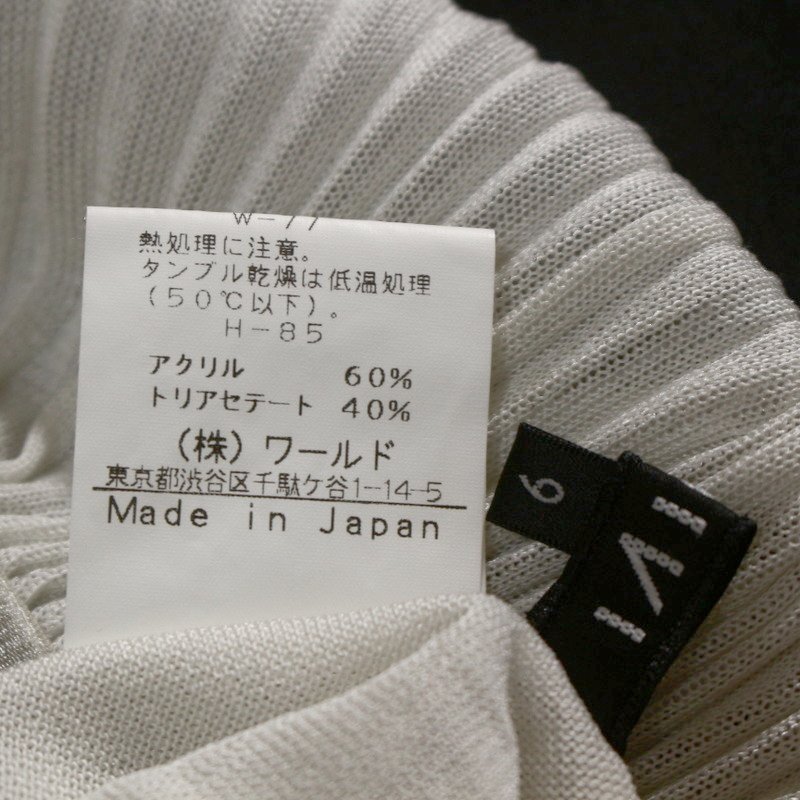 W-77
熱処理に注意。
タンブル乾燥は低温処理
(50℃以下)。
H-85
アクリル 60%
トリアセテート 40%
(株)ワールド
東京都渋谷区千駄ケ谷1-14-5
Made in Japan
9